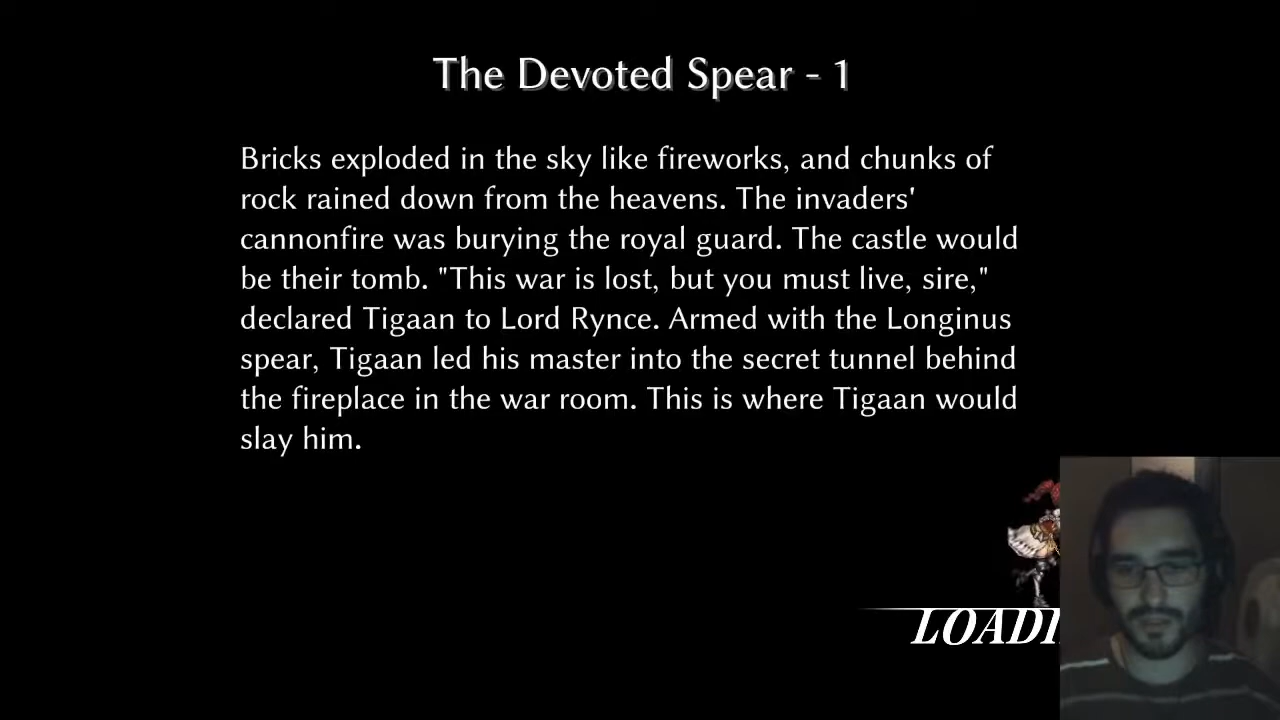 The Devoted Spear - 1
Bricks exploded in the sky like fireworks, and chunks of
rock rained down from the heavens. The invaders'
cannonfire was burying the royal guard. The castle would
be their tomb. "This war is lost, but you must live, sire,"
declared Tigaan to Lord Rynce. Armed with the Longinus
spear, Tigaan led his master into the secret tunnel behind
the fireplace in the war room. This is where Tigaan would
slay him.
LOADI